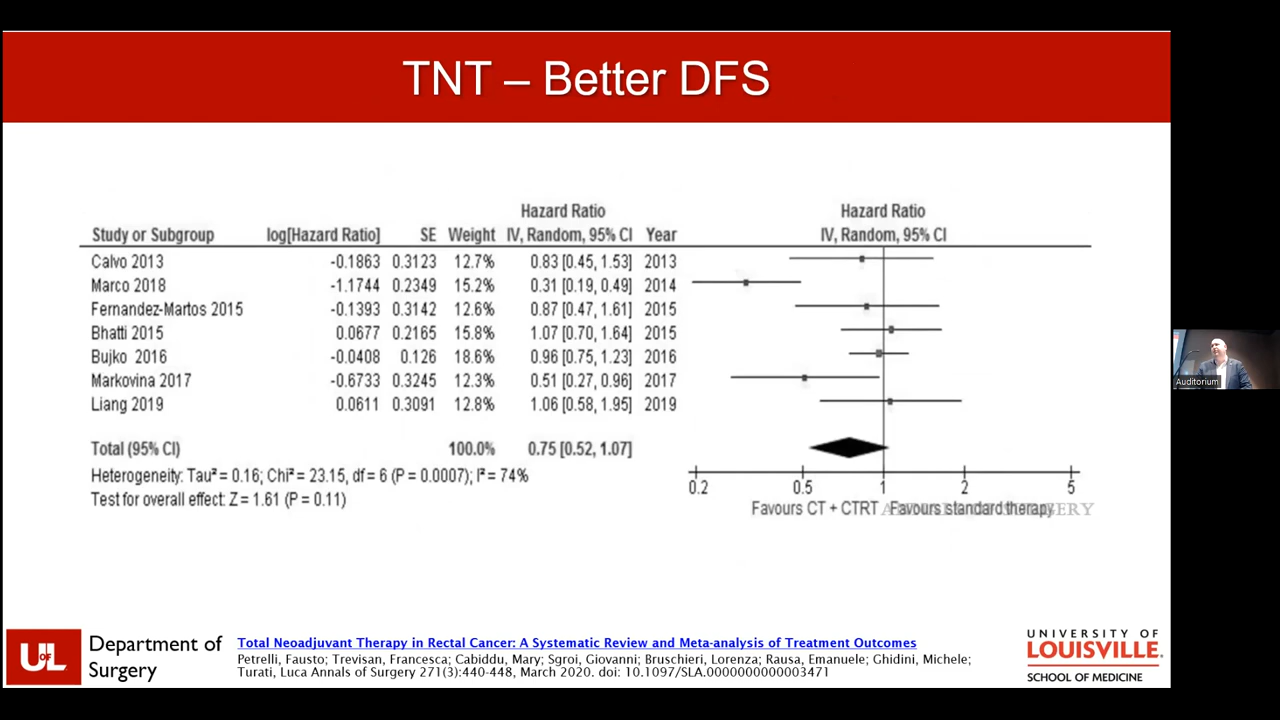 TNT – Better DFS
Hazard Ratio Hazard Ratio
Study or Subgroup log[Hazard Ratio] SE Weight IV, Random, 95% CI Year IV, Random, 95% CI
Calvo 2013 -0.1863 0.3123 12.7% 0.83 [0.45, 1.53] 2013
Marco 2018 -1.1744 0.2349 15.2% 0.31 [0.19, 0.49] 2014
Fernandez-Martos 2015 -0.1393 0.3142 12.6% 0.87 [0.47, 1.61] 2015
Bhatti 2015 0.0677 0.2165 15.8% 1.07 [0.70, 1.64] 2015
Bujko 2016 -0.0408 0.126 18.6% 0.96 [0.75, 1.23] 2016
Markovina 2017 -0.6733 0.3245 12.3% 0.51 [0.27, 0.96] 2017
Liang 2019 0.0611 0.3091 12.8% 1.06 [0.58, 1.95] 2019
Total (95% CI) 100.0% 0.75 [0.52, 1.07]
Heterogeneity: Tau² = 0.16; Chi² = 23.15, df = 6 (P = 0.0007); I² = 74%
Test for overall effect: Z = 1.61 (P = 0.11)
0.2 0.5 1 2 5
Favours CT + CTRT Favours standard therapy
Auditorium
UofL
Department of
Surgery
Total Neoadjuvant Therapy in Rectal Cancer: A Systematic Review and Meta-analysis of Treatment Outcomes
Petrelli, Fausto; Trevisan, Francesca; Cabiddu, Mary; Sgroi, Giovanni; Bruschieri, Lorenza; Rausa, Emanuele; Ghidini, Michele;
Turati, Luca Annals of Surgery 271(3):440-448, March 2020. doi: 10.1097/SLA.0000000000003471
UNIVERSITY OF
LOUISVILLE.
SCHOOL OF MEDICINE